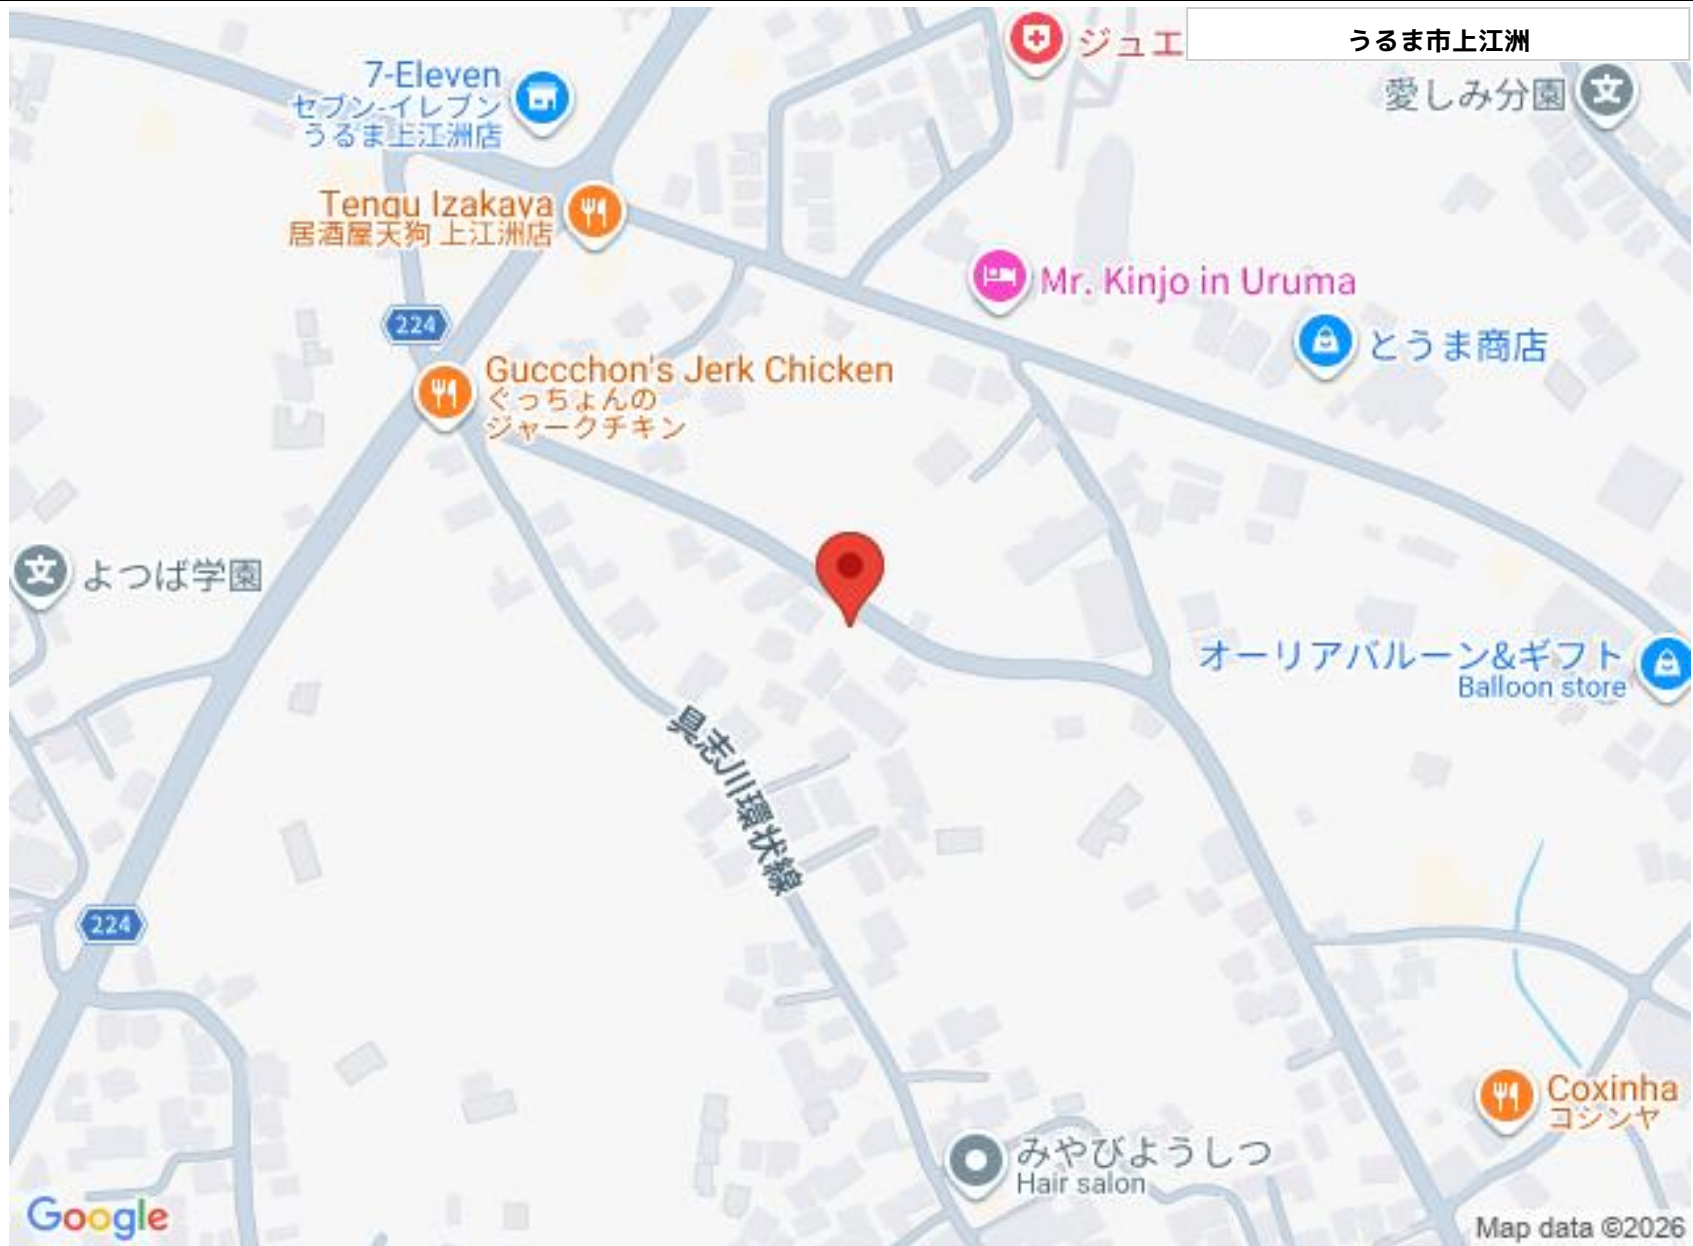 ジュエ
うるま市上江洲
7-Eleven
セブン-イレブン
うるま上江洲店
愛しみ分園
Tengu Izakaya
居酒屋天狗 上江洲店
Mr. Kinjo in Uruma
224
とうま商店
Guccchon's Jerk Chicken
ぐっちょんの
ジャークチキン
よつば学園
オーリアバルーン&ギフト
Balloon store
具志川環状線
224
Coxinha
コシンヤ
みやびようしつ
Hair salon
Google
Map data ©2026